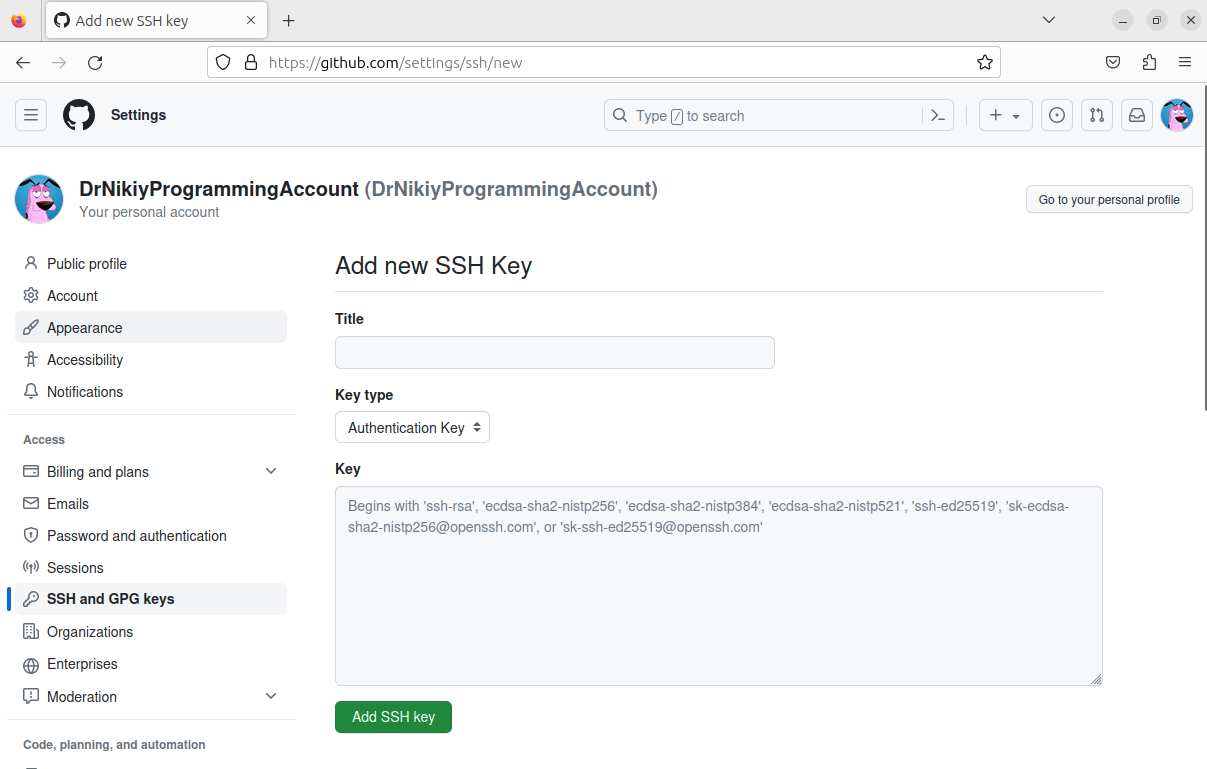 Add new SSH key
https://github.com/settings/ssh/new
Settings
Type / to search
DrNikiyProgrammingAccount (DrNikiyProgrammingAccount)
Your personal account
Go to your personal profile
Public profile
Account
Appearance
Accessibility
Notifications
Access
Billing and plans
Emails
Password and authentication
Sessions
SSH and GPG keys
Organizations
Enterprises
Moderation
Code, planning, and automation
Add new SSH Key
Title
Key type
Authentication Key
Key
Begins with 'ssh-rsa', 'ecdsa-sha2-nistp256', 'ecdsa-sha2-nistp384', 'ecdsa-sha2-nistp521', 'ssh-ed25519', 'sk-ecdsa-
sha2-nistp256@openssh.com', or 'sk-ssh-ed25519@openssh.com'
Add SSH key